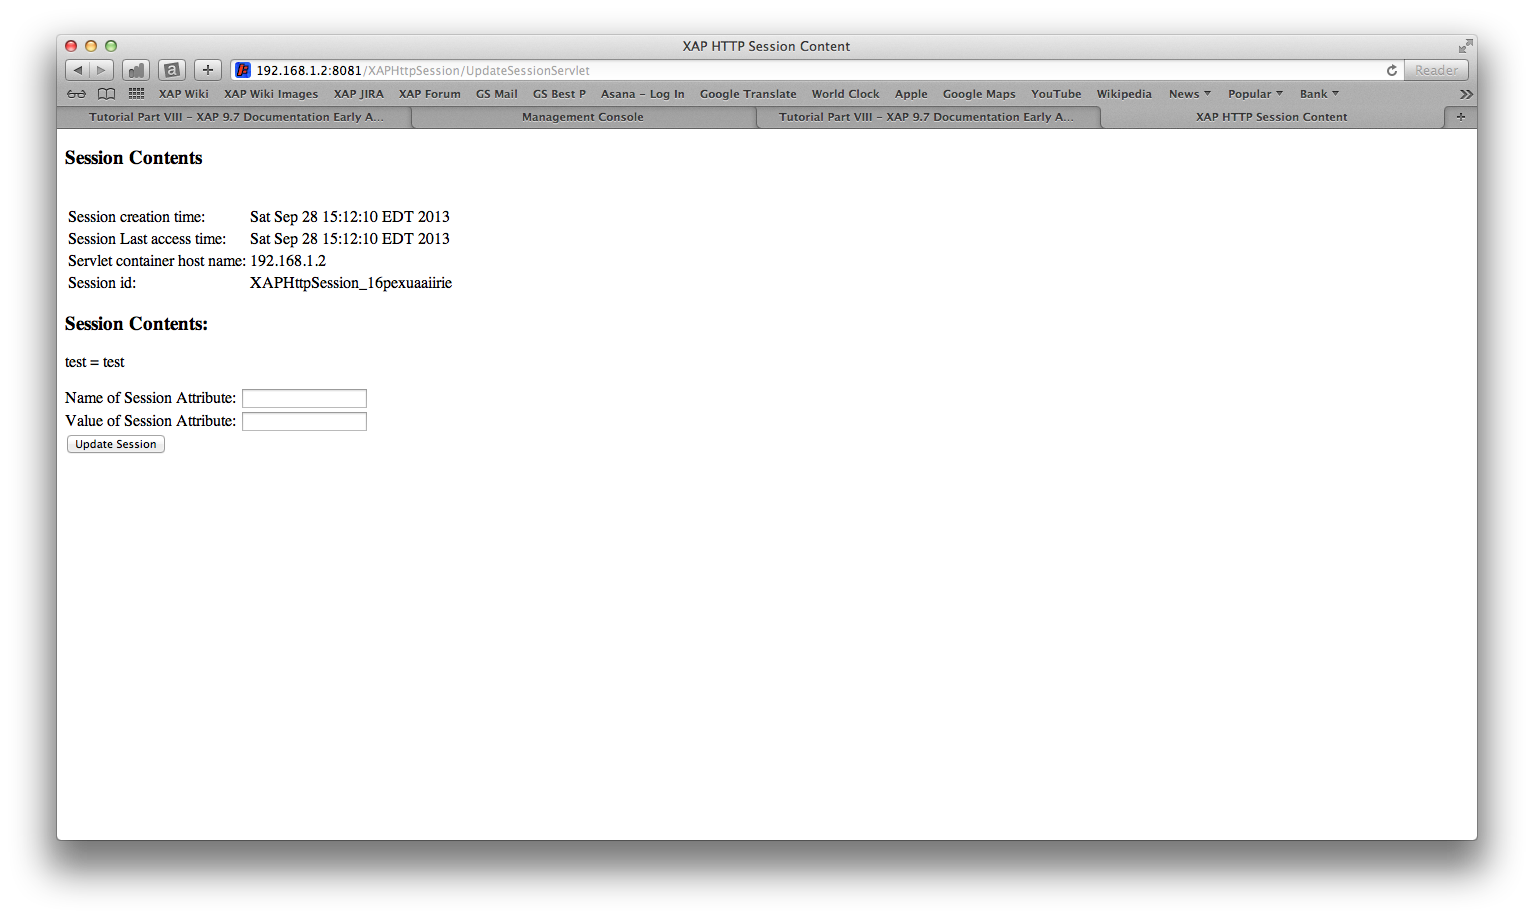 XAP HTTP Session Content
192.168.1.2:8081/XAPHttpSession/UpdateSessionServlet
Reader
XAP Wiki XAP Wiki Images XAP JIRA XAP Forum GS Mail GS Best P Asana – Log In Google Translate World Clock Apple Google Maps YouTube Wikipedia News Popular Bank
Tutorial Part VIII – XAP 9.7 Documentation Early A... Management Console Tutorial Part VIII – XAP 9.7 Documentation Early A... XAP HTTP Session Content
Session Contents
Session creation time: Sat Sep 28 15:12:10 EDT 2013
Session Last access time: Sat Sep 28 15:12:10 EDT 2013
Servlet container host name: 192.168.1.2
Session id: XAPHttpSession_16pexuaaiirie
Session Contents:
test = test
Name of Session Attribute:
Value of Session Attribute:
Update Session